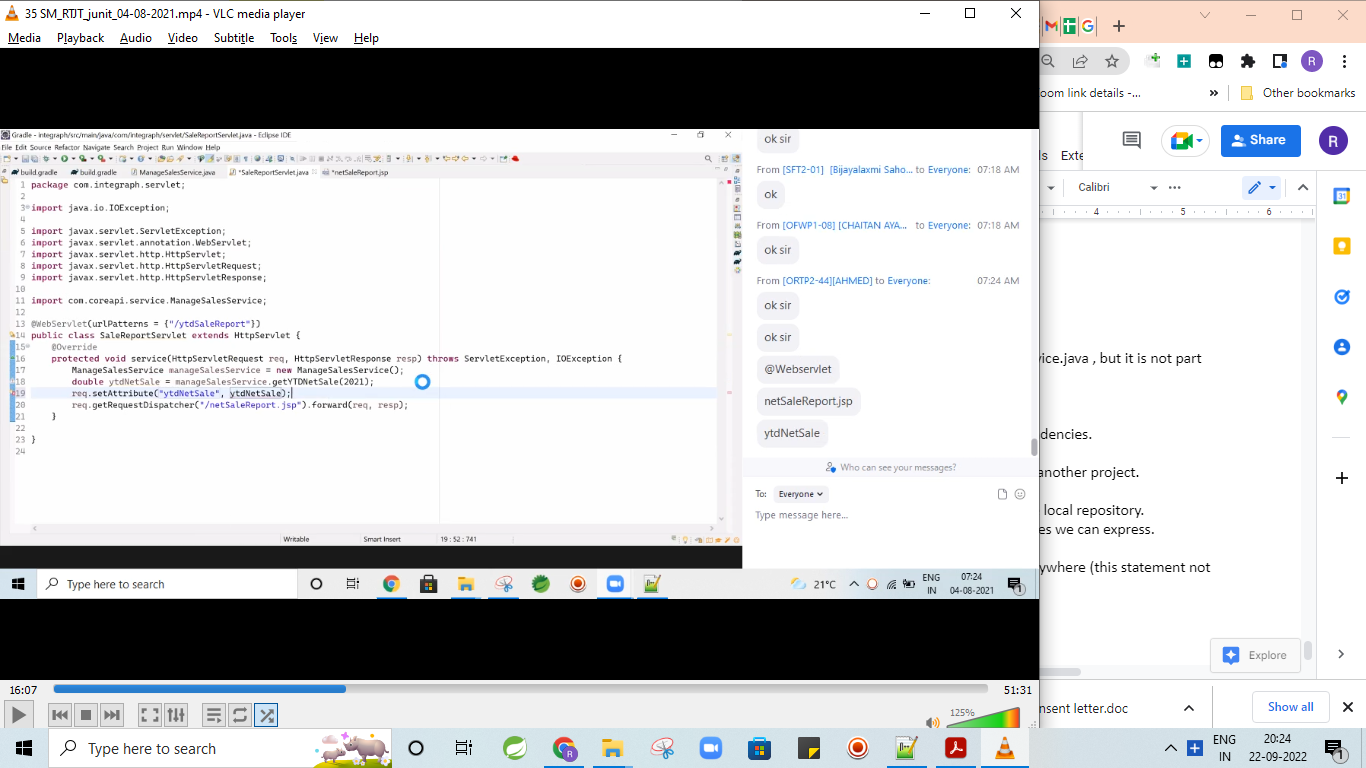 35 SM_RTJT_junit_04-08-2021.mp4 - VLC media player
Media Playback Audio Video Subtitle Tools View Help
Gradle - integraph/src/main/java/com/integraph/servlet/SaleReportServlet.java - Eclipse IDE
File Edit Source Refactor Navigate Search Project Run Window Help
build.gradle build.gradle ManageSalesService.java *SaleReportServlet.java *netSaleReport.jsp
1 package com.integraph.servlet;
2
3 import java.io.IOException;
4
5 import javax.servlet.ServletException;
6 import javax.servlet.annotation.WebServlet;
7 import javax.servlet.http.HttpServlet;
8 import javax.servlet.http.HttpServletRequest;
9 import javax.servlet.http.HttpServletResponse;
10
11 import com.coreapi.service.ManageSalesService;
12
13 @WebServlet(urlPatterns = {"/ytdSaleReport"})
14 public class SaleReportServlet extends HttpServlet {
15 @Override
16 protected void service(HttpServletRequest req, HttpServletResponse resp) throws ServletException, IOException {
17 ManageSalesService manageSalesService = new ManageSalesService();
18 double ytdNetSale = manageSalesService.getYTDNetSale(2021);
19 req.setAttribute("ytdNetSale", ytdNetSale);
20 req.getRequestDispatcher("/netSaleReport.jsp").forward(req, resp);
21 }
22
23 }
24
Writable Smart Insert 19 : 52 : 741
ok sir
From [SFT2-01] [Bijayalaxmi Saho... to Everyone: 07:18 AM
ok
From [OFWP1-08] [CHAITAN AYA... to Everyone: 07:18 AM
ok sir
From [ORTP2-44][AHMED] to Everyone: 07:24 AM
ok sir
ok sir
@Webservlet
netSaleReport.jsp
ytdNetSale
Who can see your messages?
To: Everyone
Type message here...
Type here to search
21°C
ENG
IN
07:24
04-08-2021
1
16:07
51:31
125%
oom link details -...
»
Other bookmarks
R
ls Exte
Share
R
Calibri
4 5 6
31
vice.java , but it is not part
dencies.
another project.
local repository.
es we can express.
ywhere (this statement not
Explore
nsent letter.doc
Show all
Type here to search
R
ENG
IN
20:24
22-09-2022
1